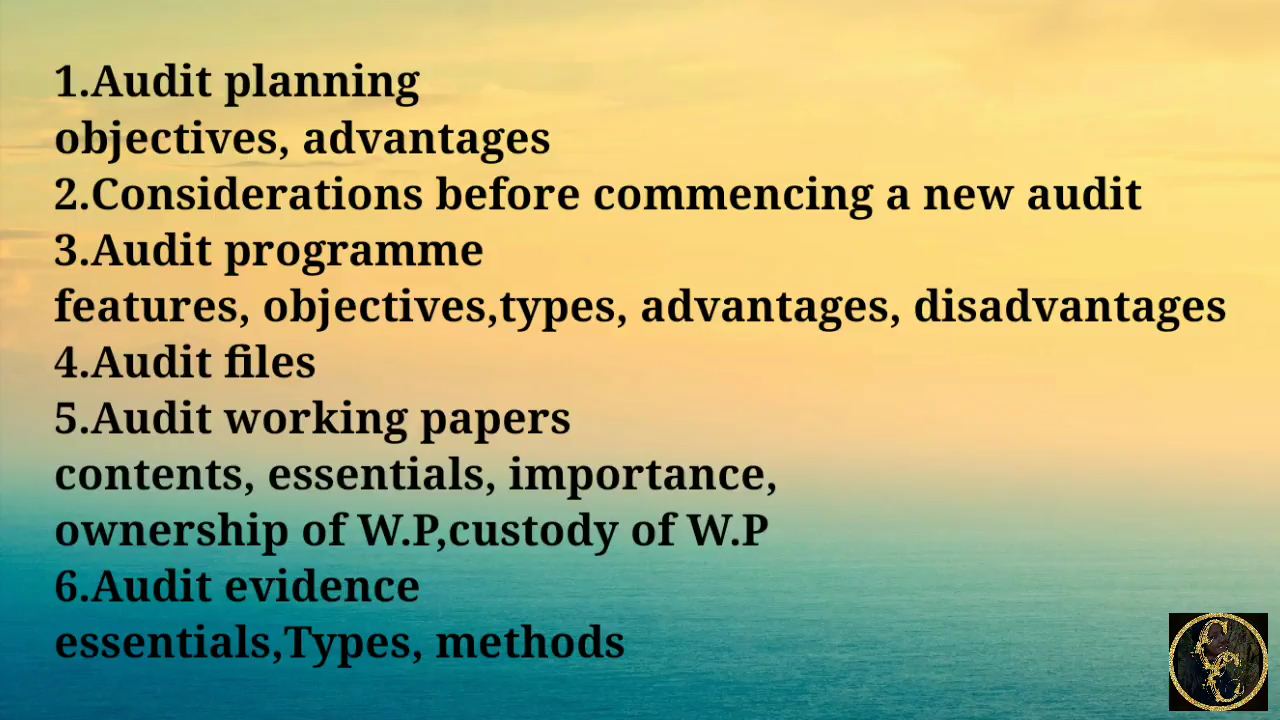 1.Audit planning
objectives, advantages
2.Considerations before commencing a new audit
3.Audit programme
features, objectives,types, advantages, disadvantages
4.Audit files
5.Audit working papers
contents, essentials, importance,
ownership of W.P,custody of W.P
6.Audit evidence
essentials,Types, methods